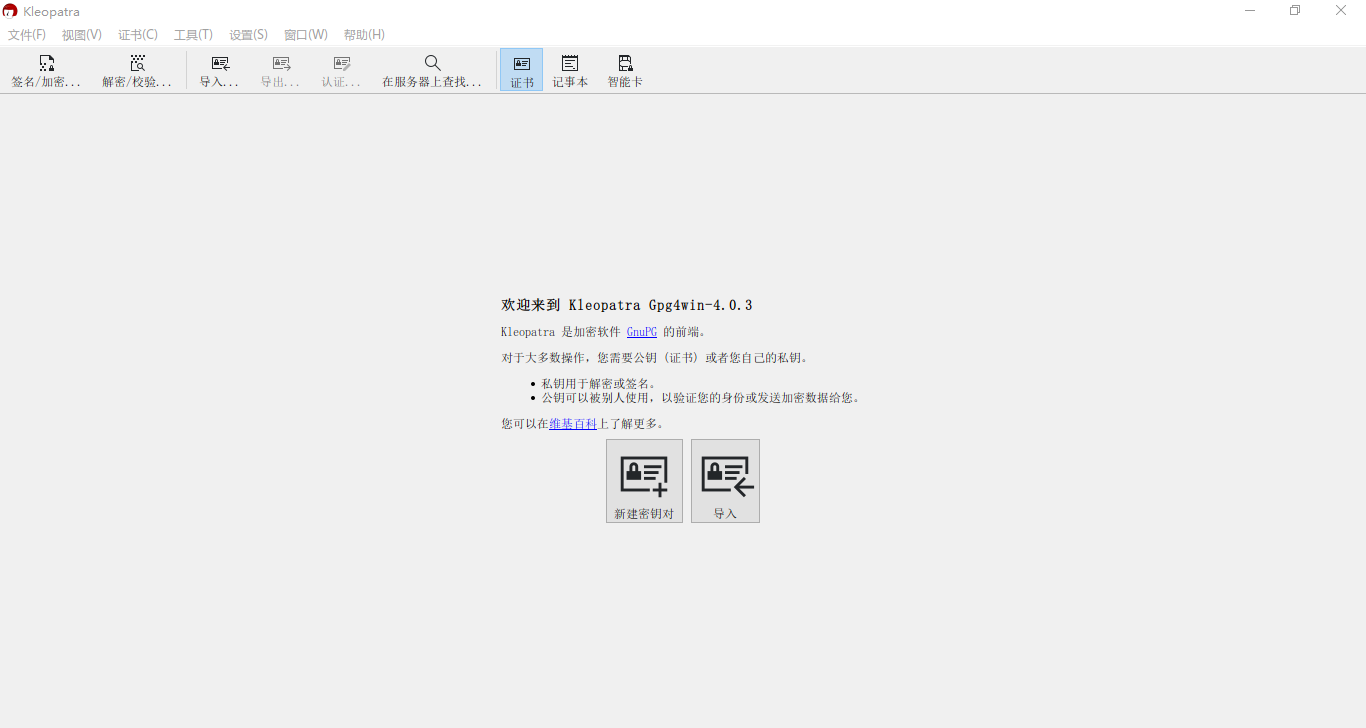 Kleopatra
文件(F) 视图(V) 证书(C) 工具(T) 设置(S) 窗口(W) 帮助(H)
签名/加密... 解密/校验... 导入... 导出... 认证... 在服务器上查找... 证书 记事本 智能卡
欢迎来到 Kleopatra Gpg4win-4.0.3
Kleopatra 是加密软件 GnuPG 的前端。
对于大多数操作，您需要公钥（证书）或者您自己的私钥。
• 私钥用于解密或签名。
• 公钥可以被别人使用，以验证您的身份或发送加密数据给您。
您可以在维基百科上了解更多。
新建密钥对 导入